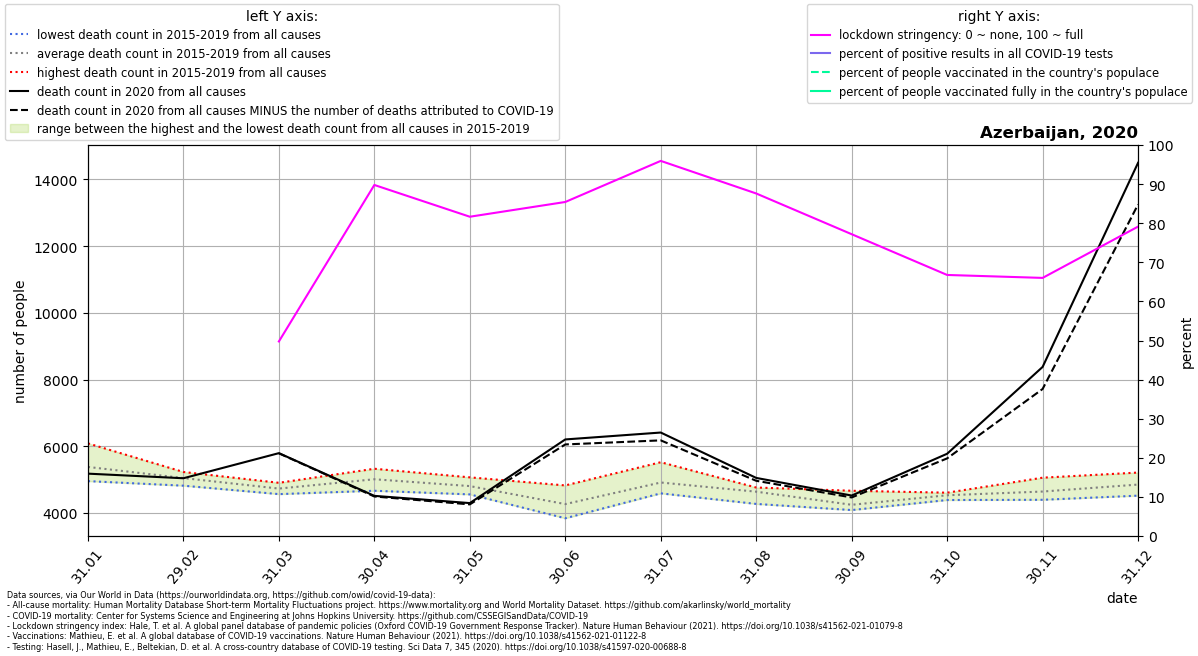 left Y axis:
lowest death count in 2015-2019 from all causes
average death count in 2015-2019 from all causes
highest death count in 2015-2019 from all causes
death count in 2020 from all causes
death count in 2020 from all causes MINUS the number of deaths attributed to COVID-19
range between the highest and the lowest death count from all causes in 2015-2019
right Y axis:
lockdown stringency: 0 ~ none, 100 ~ full
percent of positive results in all COVID-19 tests
percent of people vaccinated in the country's populace
percent of people vaccinated fully in the country's populace
Azerbaijan, 2020
number of people
14000
12000
10000
8000
6000
4000
100
90
80
70
60
50
40
30
20
10
0
percent
31.01
29.02
31.03
30.04
31.05
30.06
31.07
31.08
30.09
31.10
30.11
31.12
date
Data sources, via Our World in Data (https://ourworldindata.org, https://github.com/owid/covid-19-data):
- All-cause mortality: Human Mortality Database Short-term Mortality Fluctuations project. https://www.mortality.org and World Mortality Dataset. https://github.com/akarlinsky/world_mortality
- COVID-19 mortality: Center for Systems Science and Engineering at Johns Hopkins University. https://github.com/CSSEGISandData/COVID-19
- Lockdown stringency index: Hale, T. et al. A global panel database of pandemic policies (Oxford COVID-19 Government Response Tracker). Nature Human Behaviour (2021). https://doi.org/10.1038/s41562-021-01079-8
- Vaccinations: Mathieu, E. et al. A global database of COVID-19 vaccinations. Nature Human Behaviour (2021). https://doi.org/10.1038/s41562-021-01122-8
- Testing: Hasell, J., Mathieu, E., Beltekian, D. et al. A cross-country database of COVID-19 testing. Sci Data 7, 345 (2020). https://doi.org/10.1038/s41597-020-00688-8